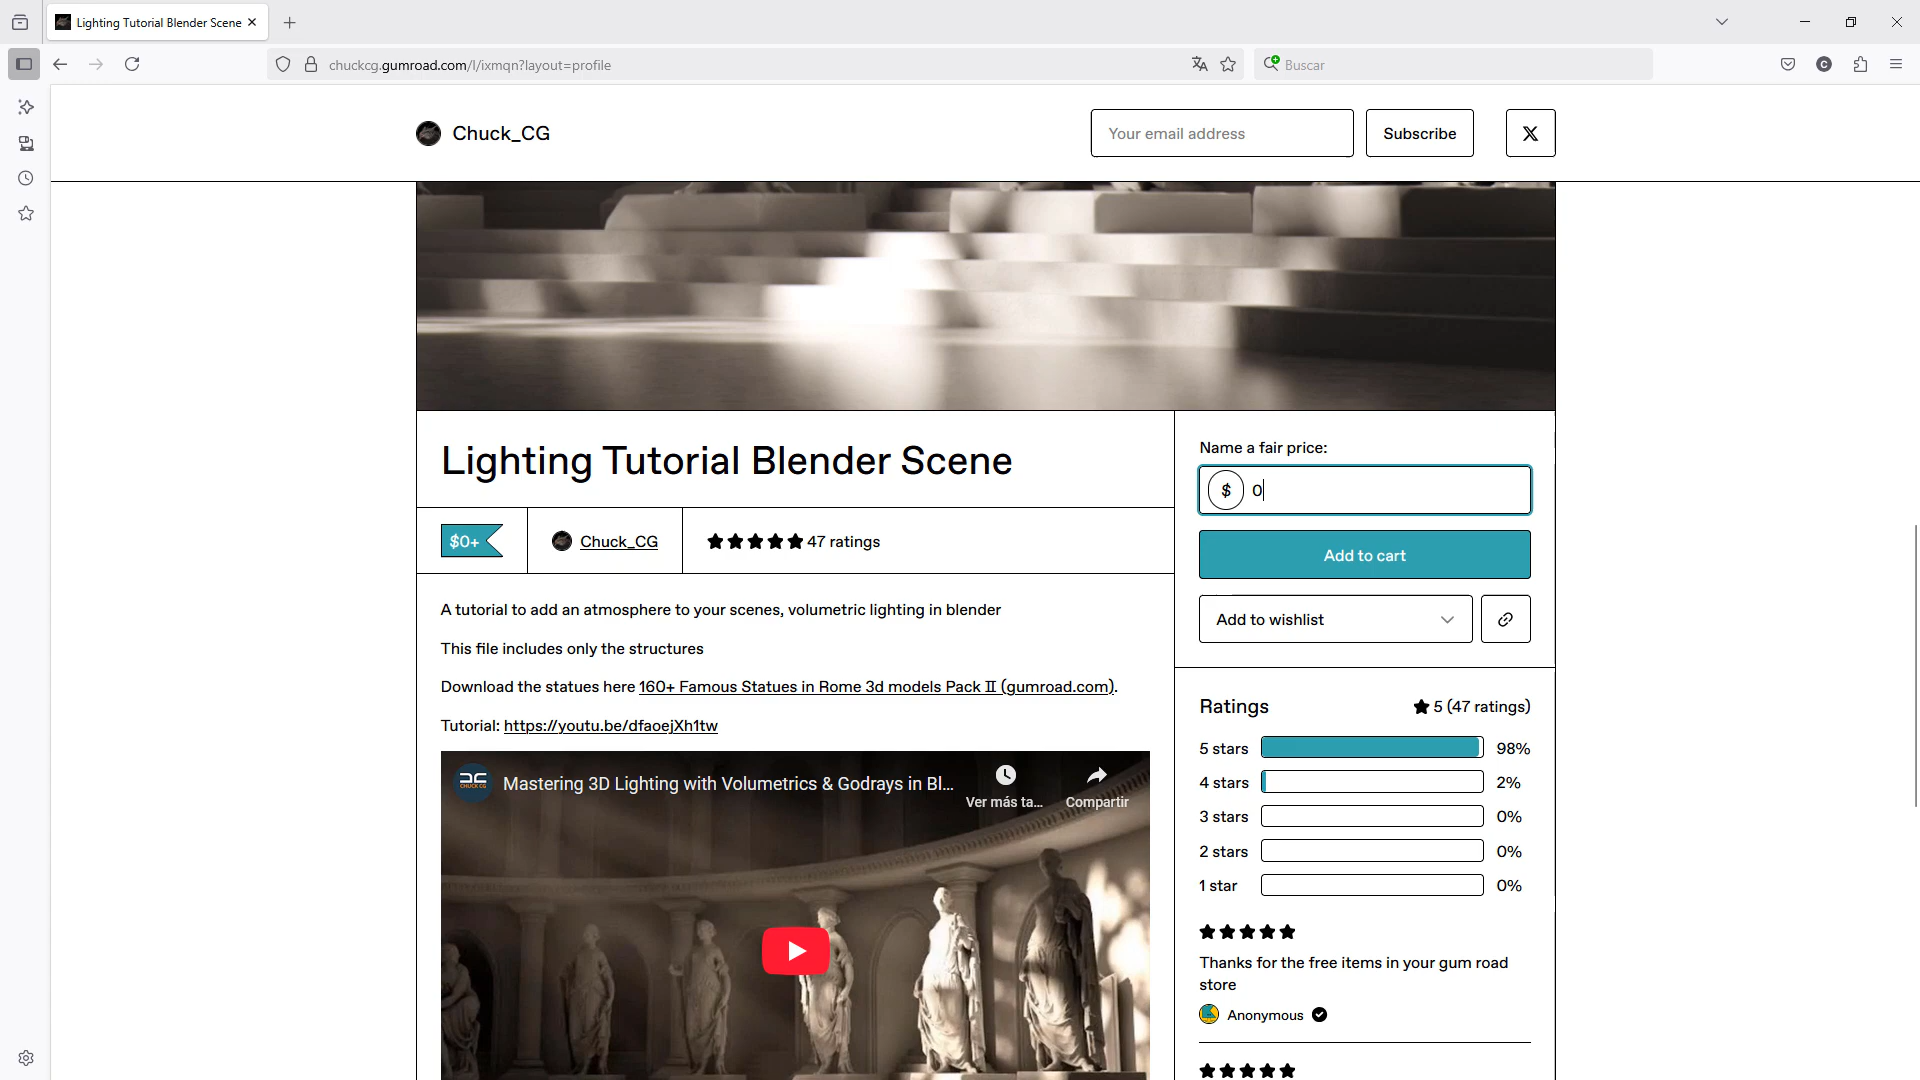 Lighting Tutorial Blender Scene
chuckcg.gumroad.com/l/ixmqn?layout=profile
Buscar
C
Chuck_CG
Your email address
Subscribe
X
Lighting Tutorial Blender Scene
$0+
Chuck_CG
47 ratings
A tutorial to add an atmosphere to your scenes, volumetric lighting in blender
This file includes only the structures
Download the statues here 160+ Famous Statues in Rome 3d models Pack Ⅱ (gumroad.com).
Tutorial: https://youtu.be/dfaoejXh1tw
CHUCK CG
Mastering 3D Lighting with Volumetrics & Godrays in Bl...
Ver más ta...
Compartir
Name a fair price:
$ 0
Add to cart
Add to wishlist
Ratings
5 (47 ratings)
5 stars 98%
4 stars 2%
3 stars 0%
2 stars 0%
1 star 0%
Thanks for the free items in your gum road
store
Anonymous